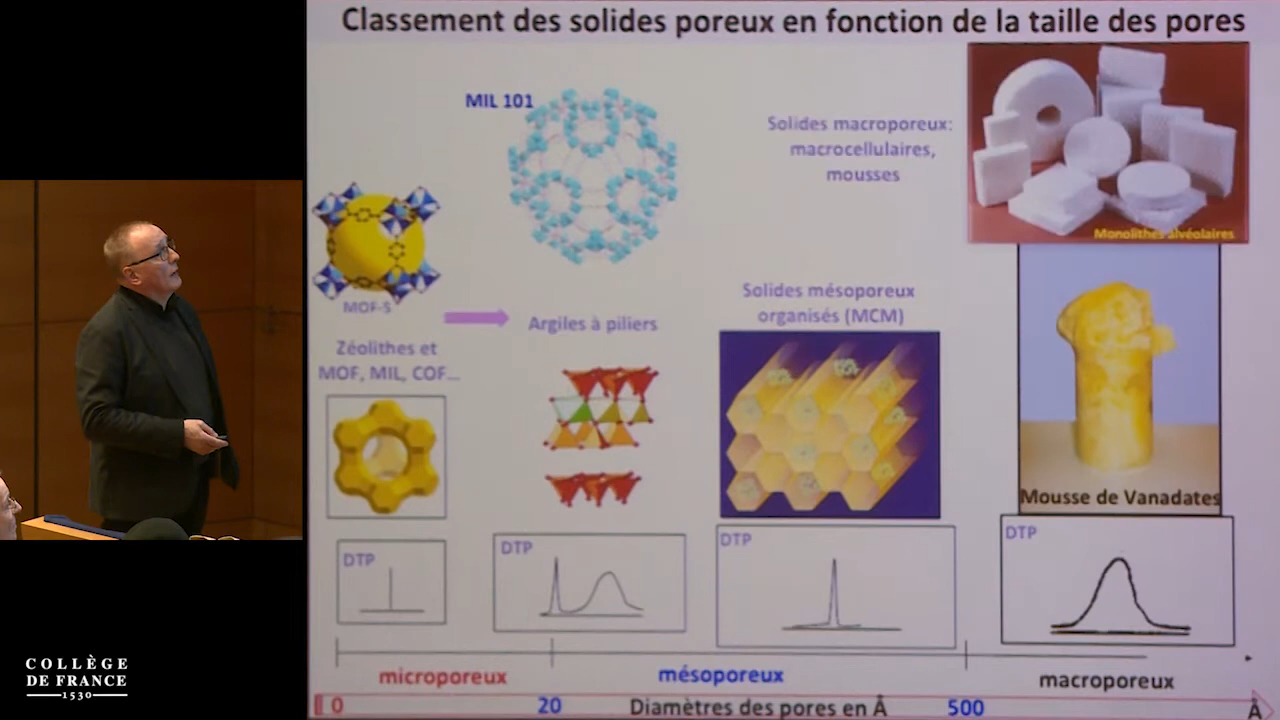 Classement des solides poreux en fonction de la taille des pores
MIL 101
Solides macroporeux:
macrocellulaires,
mousses
Monolithes alvéolaires
MOF-5
Argiles à piliers
Solides mésoporeux
organisés (MCM)
Zéolithes et
MOF, MIL, COF...
Mousse de Vanadates
DTP
DTP
DTP
DTP
microporeux
mésoporeux
macroporeux
0
20
Diamètres des pores en Å
500
Å
COLLÈGE
DE FRANCE
1530